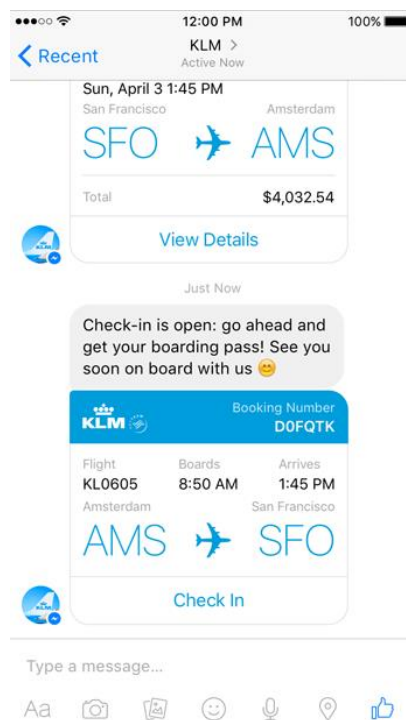 12:00 PM
100%
Recent
KLM >
Active Now
Sun, April 3 1:45 PM
San Francisco Amsterdam
SFO AMS
Total $4,032.54
View Details
Just Now
Check-in is open: go ahead and
get your boarding pass! See you
soon on board with us 😊
KLM
Booking Number
D0FQTK
Flight Boards Arrives
KL0605 8:50 AM 1:45 PM
Amsterdam San Francisco
AMS SFO
Check In
Type a message...
Aa